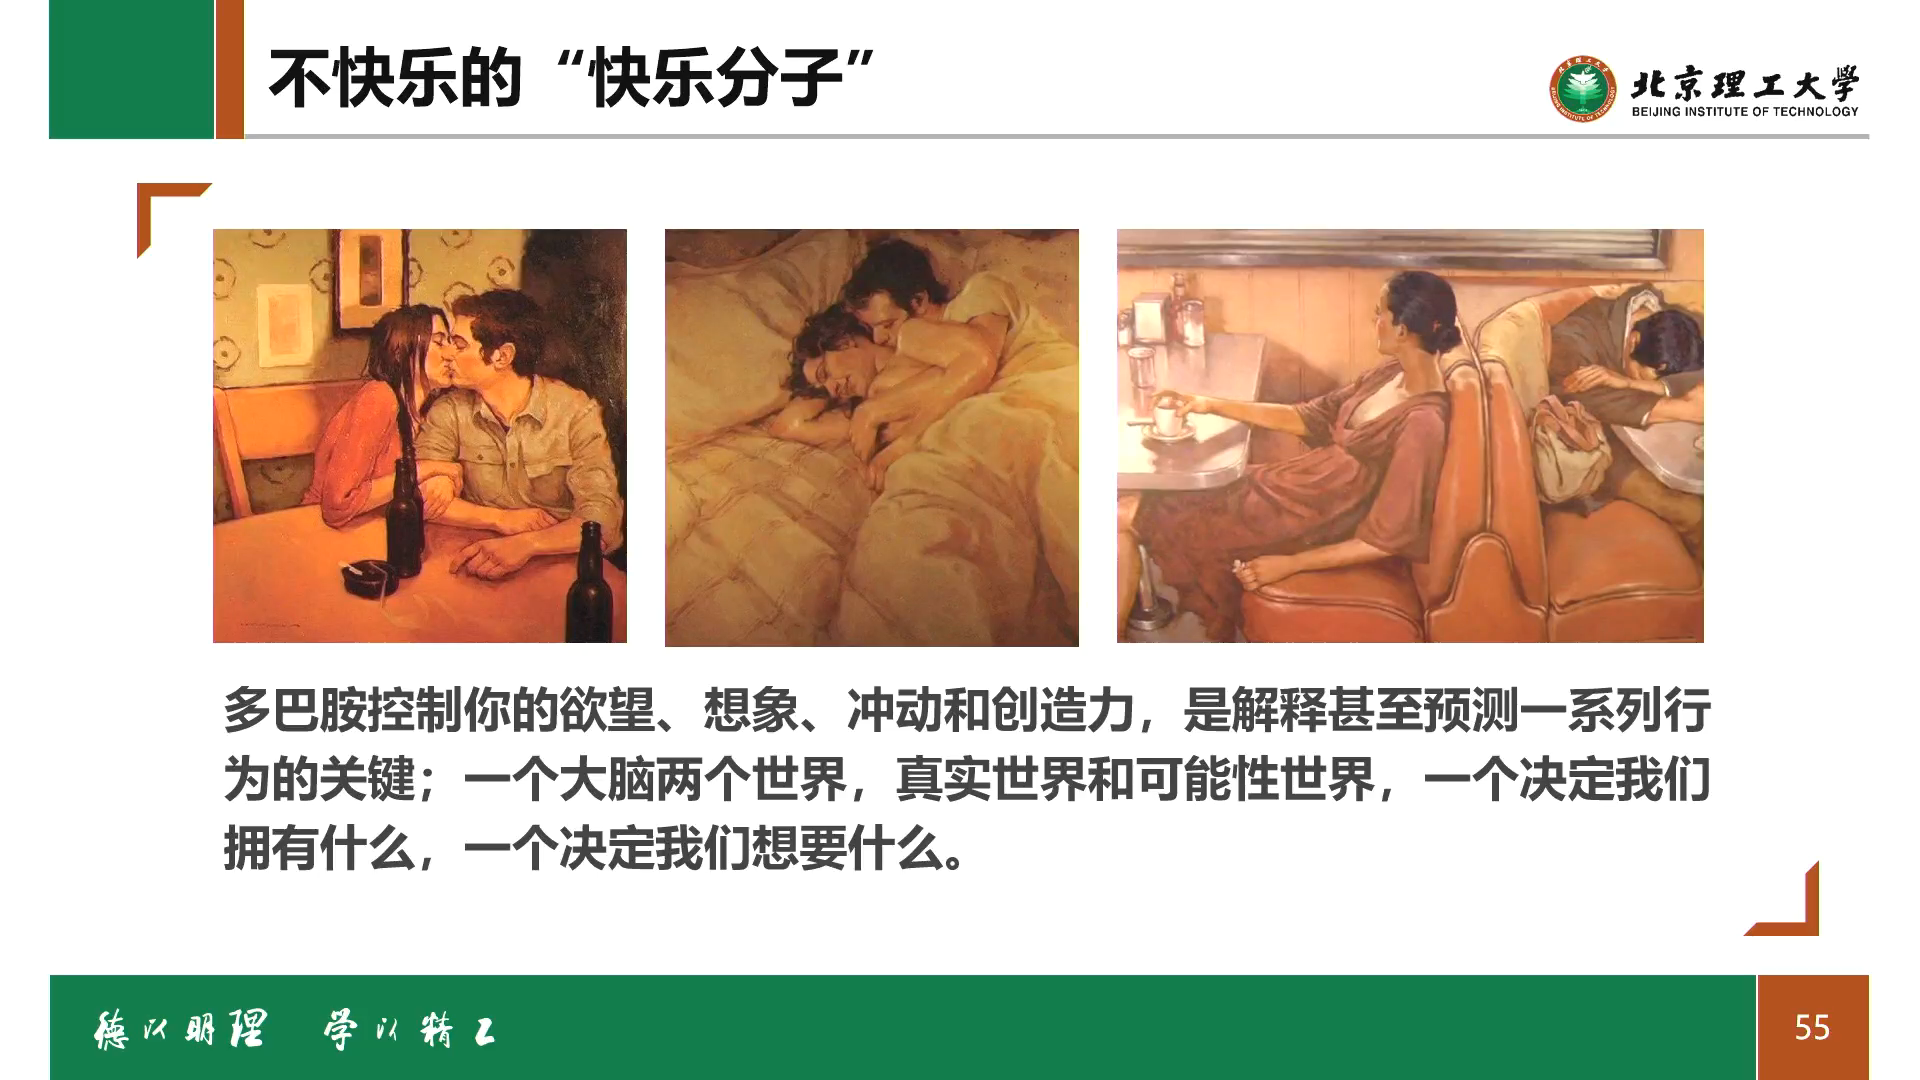 不快乐的“快乐分子”
北京理工大学
BEIJING INSTITUTE OF TECHNOLOGY
多巴胺控制你的欲望、想象、冲动和创造力，是解释甚至预测一系列行
为的关键；一个大脑两个世界，真实世界和可能性世界，一个决定我们
拥有什么，一个决定我们想要什么。
德以明理 学以精工
55